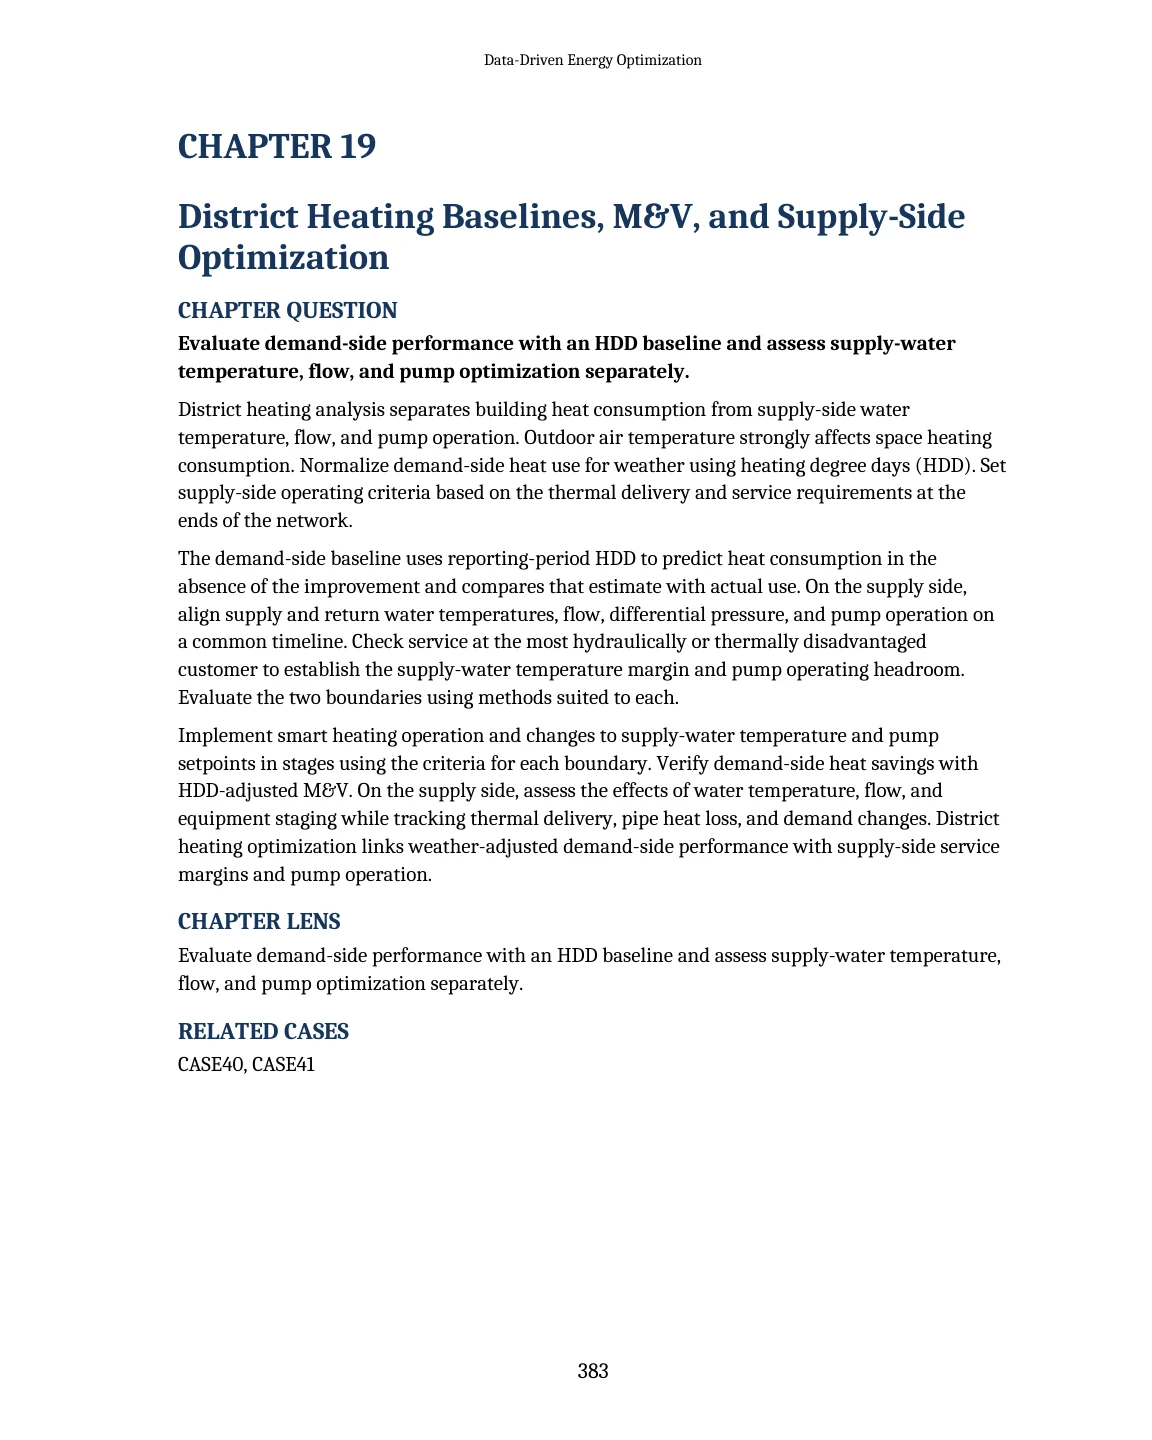 Data-Driven Energy Optimization
CHAPTER 19
District Heating Baselines, M&V, and Supply-Side
Optimization
CHAPTER QUESTION
Evaluate demand-side performance with an HDD baseline and assess supply-water
temperature, flow, and pump optimization separately.
District heating analysis separates building heat consumption from supply-side water
temperature, flow, and pump operation. Outdoor air temperature strongly affects space heating
consumption. Normalize demand-side heat use for weather using heating degree days (HDD). Set
supply-side operating criteria based on the thermal delivery and service requirements at the
ends of the network.
The demand-side baseline uses reporting-period HDD to predict heat consumption in the
absence of the improvement and compares that estimate with actual use. On the supply side,
align supply and return water temperatures, flow, differential pressure, and pump operation on
a common timeline. Check service at the most hydraulically or thermally disadvantaged
customer to establish the supply-water temperature margin and pump operating headroom.
Evaluate the two boundaries using methods suited to each.
Implement smart heating operation and changes to supply-water temperature and pump
setpoints in stages using the criteria for each boundary. Verify demand-side heat savings with
HDD-adjusted M&V. On the supply side, assess the effects of water temperature, flow, and
equipment staging while tracking thermal delivery, pipe heat loss, and demand changes. District
heating optimization links weather-adjusted demand-side performance with supply-side service
margins and pump operation.
CHAPTER LENS
Evaluate demand-side performance with an HDD baseline and assess supply-water temperature,
flow, and pump optimization separately.
RELATED CASES
CASE40, CASE41
383